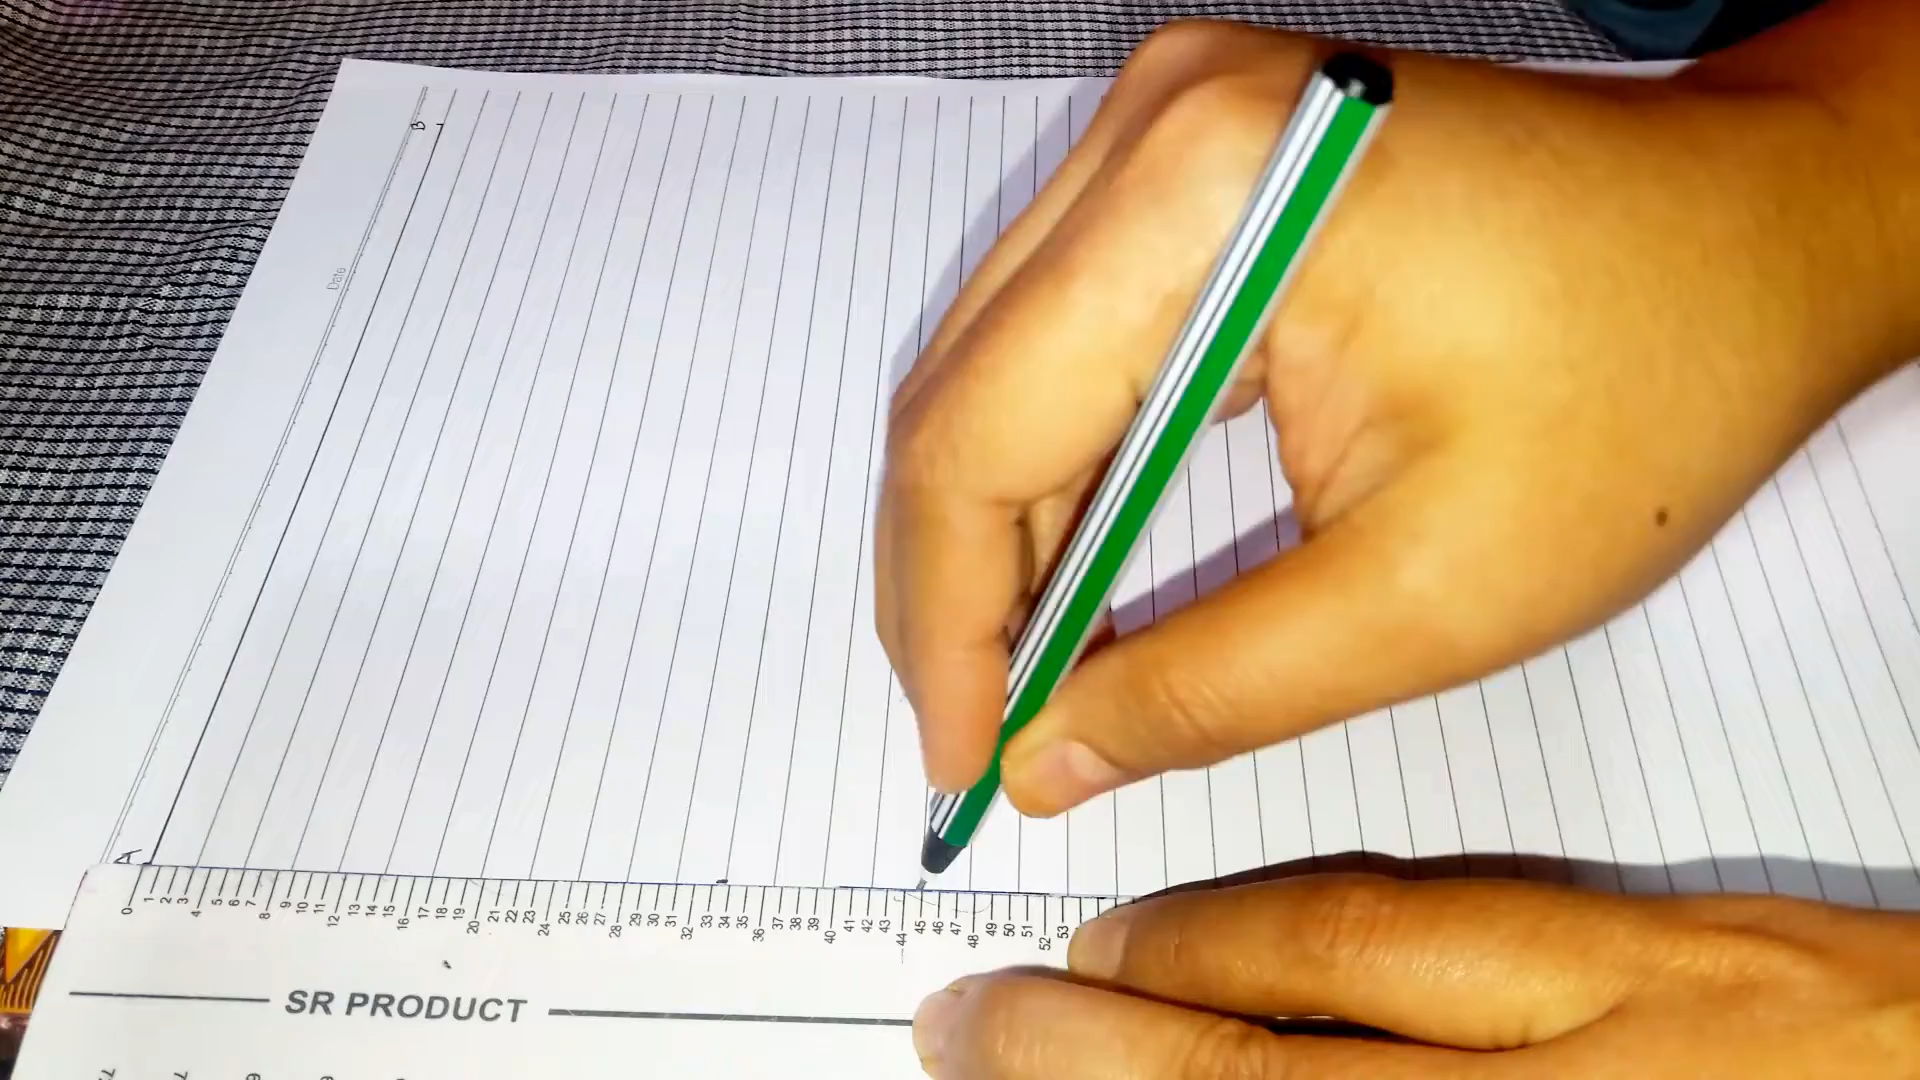 B
Date
A
0 1 2 3 4 5 6 7 8 9 10 11 12 13 14 15 16 17 18 19 20 21 22 23 24 25 26 27 28 29 30 31 32 33 34 35 36 37 38 39 40 41 42 43 44 45 46 47 48 49 50 51 52 53
SR PRODUCT